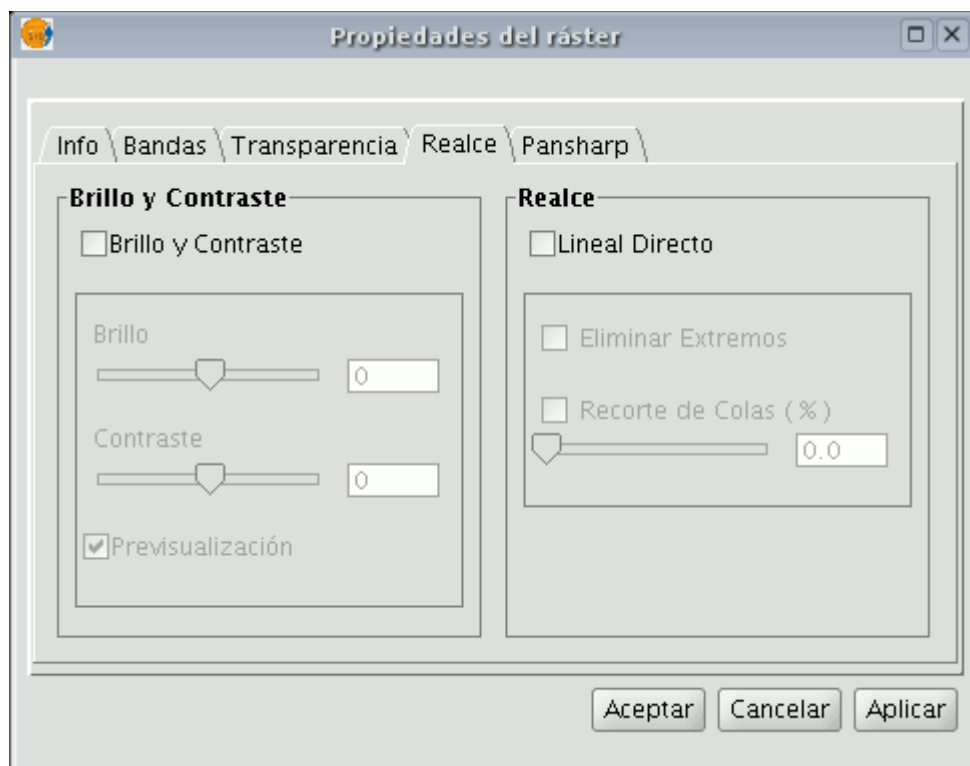 Propiedades del ráster
Info Bandas Transparencia Realce Pansharp
Brillo y Contraste
Brillo y Contraste
Brillo
0
Contraste
0
Previsualización
Realce
Lineal Directo
Eliminar Extremos
Recorte de Colas (%)
0.0
Aceptar Cancelar Aplicar